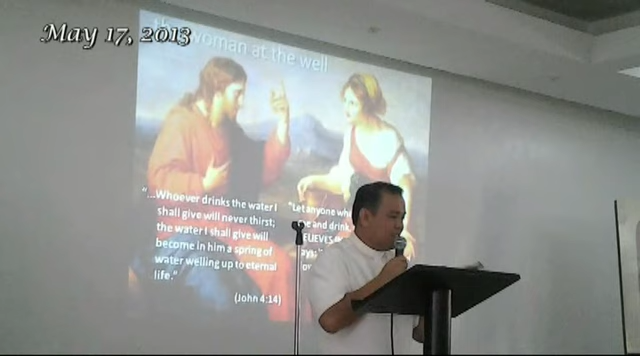 May 17, 2013
the woman at the well
"...Whoever drinks the water I
shall give will never thirst;
the water I shall give will
become in him a spring of
water welling up to eternal
life."
(John 4:14)
"Let anyone
me and drink